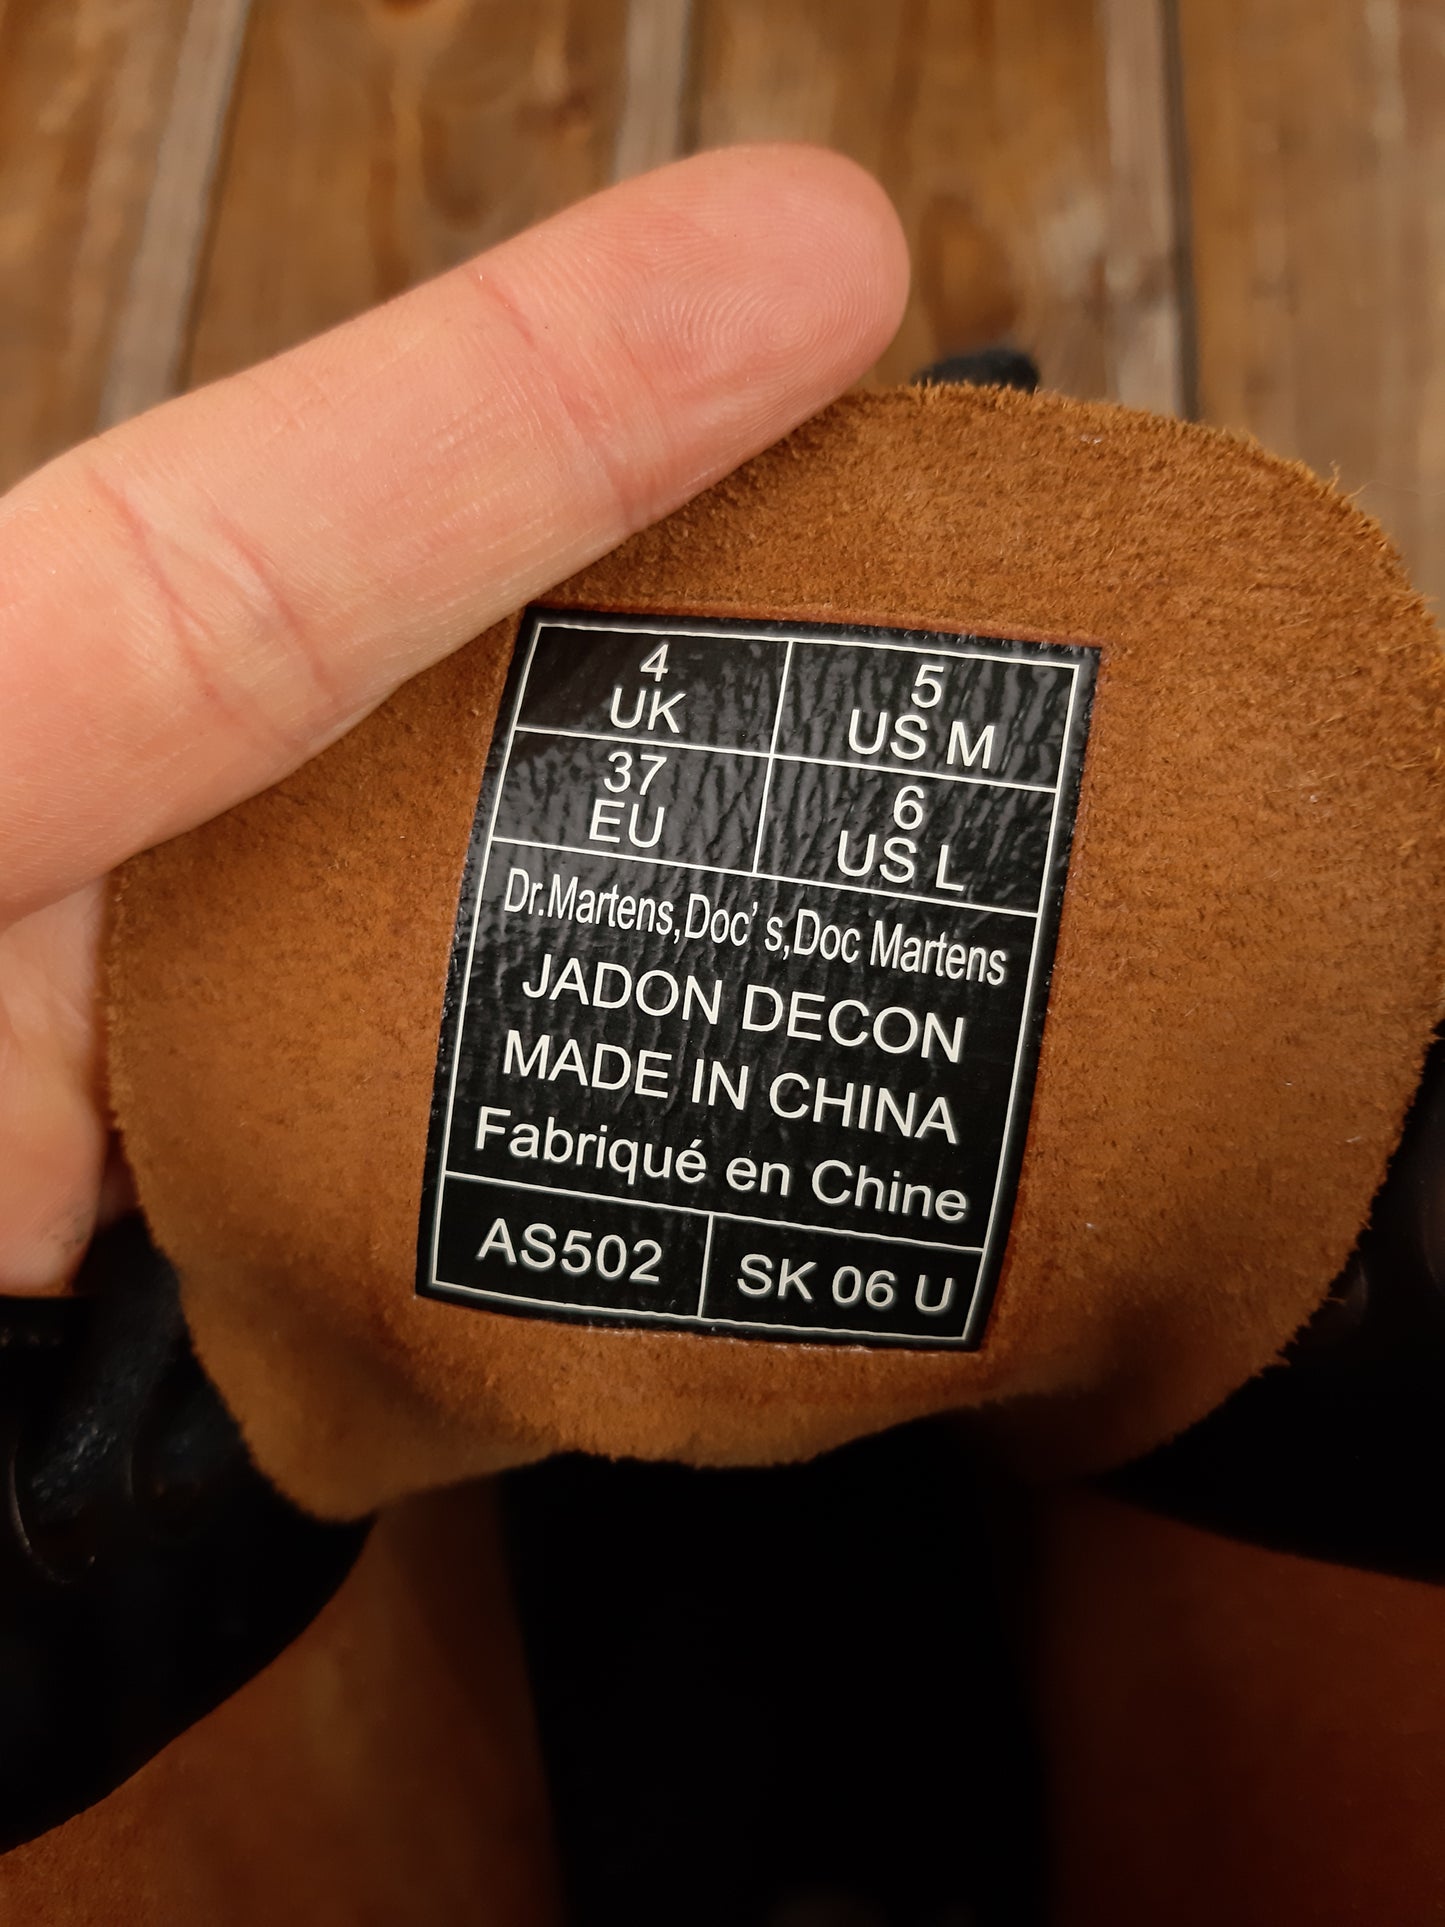 4
UK
5
US M
37
EU
6
US L
Dr.Martens,Doc's,Doc Martens
JADON DECON
MADE IN CHINA
Fabriqué en Chine
AS502
SK 06 U